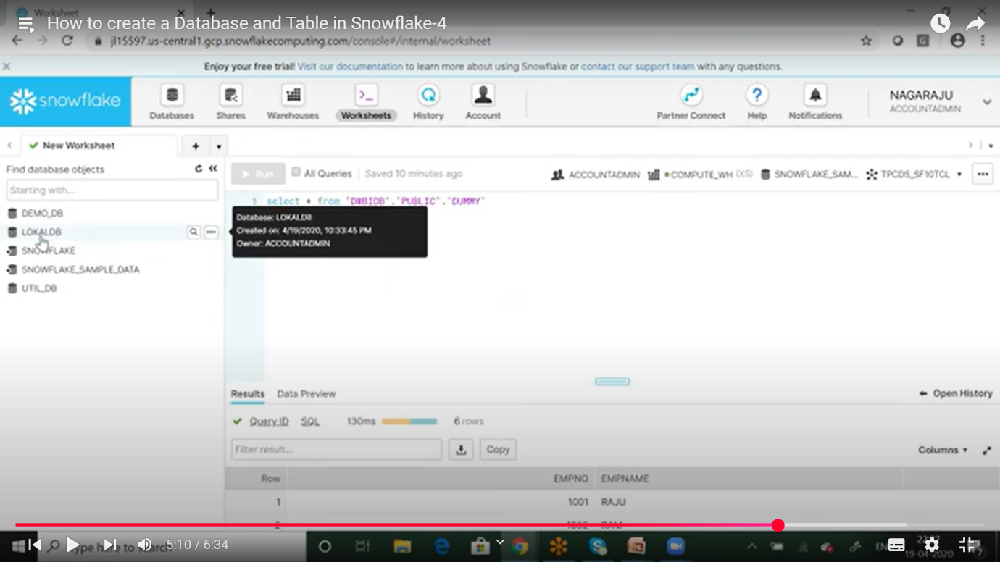 Worksheet
How to create a Database and Table in Snowflake-4
jl15597.us-central1.gcp.snowflakecomputing.com/console#/internal/worksheet
Enjoy your free trial! Visit our documentation to learn more about using Snowflake or contact our support team with any questions.
snowflake
Databases Shares Warehouses Worksheets History Account Partner Connect Help Notifications
NAGARAJU
ACCOUNTADMIN
New Worksheet
Find database objects
Run All Queries Saved 10 minutes ago ACCOUNTADMIN COMPUTE_WH (XS) SNOWFLAKE_SAM... TPCDS_SF10TCL
Starting with...
1 select * from "DWBIDB"."PUBLIC"."DUMMY"
DEMO_DB
LOKALDB
SNOWFLAKE
SNOWFLAKE_SAMPLE_DATA
UTIL_DB
Database: LOKALDB
Created on: 4/19/2020, 10:33:45 PM
Owner: ACCOUNTADMIN
Results Data Preview Open History
Query ID SQL 130ms 6 rows
Filter result... Copy Columns
Row EMPNO EMPNAME
1 1001 RAJU
2 1002 RAM
5:10 / 6:34
Type here to search
19-04-2020